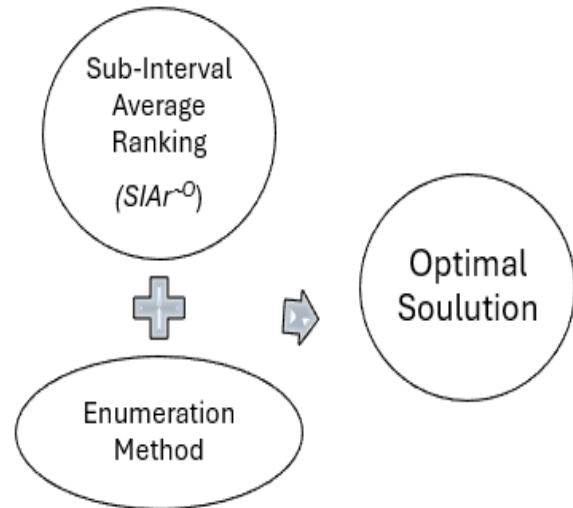 Sub-Interval
Average
Ranking
(SIAr~O)
Enumeration
Method
Optimal
Soulution